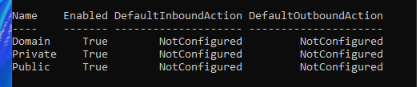 Name Enabled DefaultInboundAction DefaultOutboundAction
---- ------- -------------------- ---------------------
Domain True NotConfigured NotConfigured
Private True NotConfigured NotConfigured
Public True NotConfigured NotConfigured